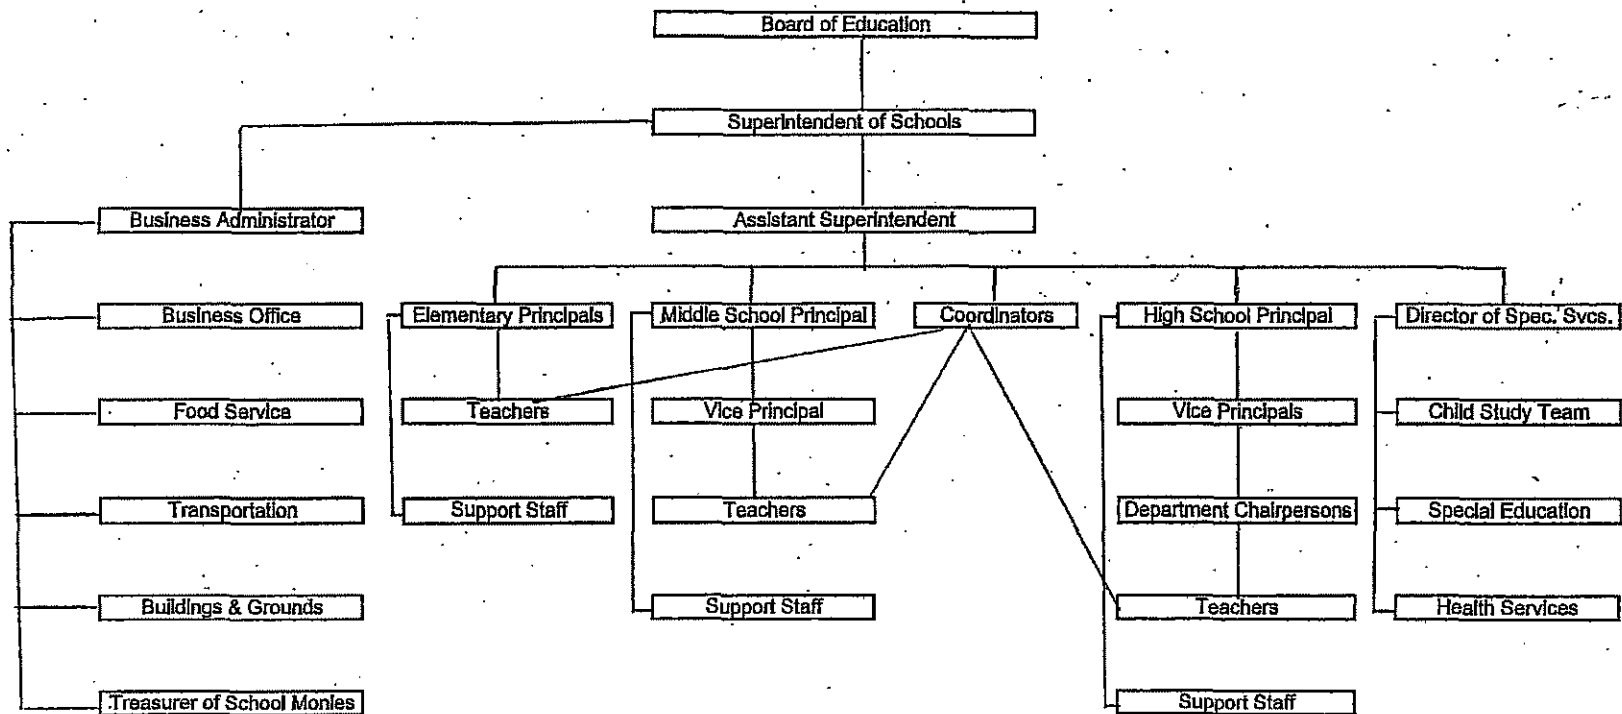 Board of Education
Superintendent of Schools
Business Administrator
Assistant Superintendent
Business Office
Elementary Principals
Middle School Principal
Coordinators
High School Principal
Director of Spec. Svcs.
Food Service
Teachers
Vice Principal
Vice Principals
Child Study Team
Transportation
Support Staff
Teachers
Department Chairpersons
Special Education
Buildings & Grounds
Support Staff
Teachers
Health Services
Treasurer of School Monies
Support Staff